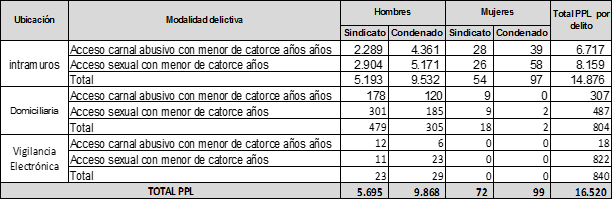 Ubicación Modalidad delictiva Hombres Mujeres Total PPL por delito
Sindicato Condenado Sindicato Condenado
intramuros Acceso carnal abusivo con menor de catorce años años 2.289 4.361 28 39 6.717
Acceso sexual con menor de catorce años años 2.904 5.171 26 58 8.159
Total 5.193 9.532 54 97 14.876
Domiciliaria Acceso carnal abusivo con menor de catorce años años 178 120 9 0 307
Acceso sexual con menor de catorce años años 301 185 9 2 487
Total 479 305 18 2 804
Vigilancia Electrónica Acceso carnal abusivo con menor de catorce años años 12 6 0 0 18
Acceso sexual con menor de catorce años años 11 23 0 0 822
Total 23 29 0 0 840
TOTAL PPL 5.695 9.868 72 99 16.520